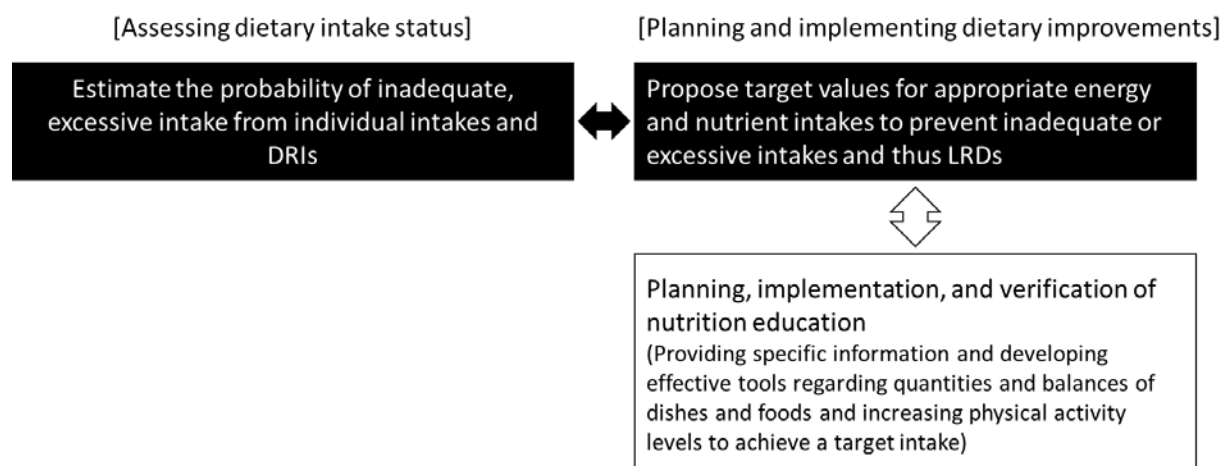 [Assessing dietary intake status]
[Planning and implementing dietary improvements]
Estimate the probability of inadequate,
excessive intake from individual intakes and
DRIs
Propose target values for appropriate energy
and nutrient intakes to prevent inadequate or
excessive intakes and thus LRDs
Planning, implementation, and verification of
nutrition education
(Providing specific information and developing
effective tools regarding quantities and balances of
dishes and foods and increasing physical activity
levels to achieve a target intake)